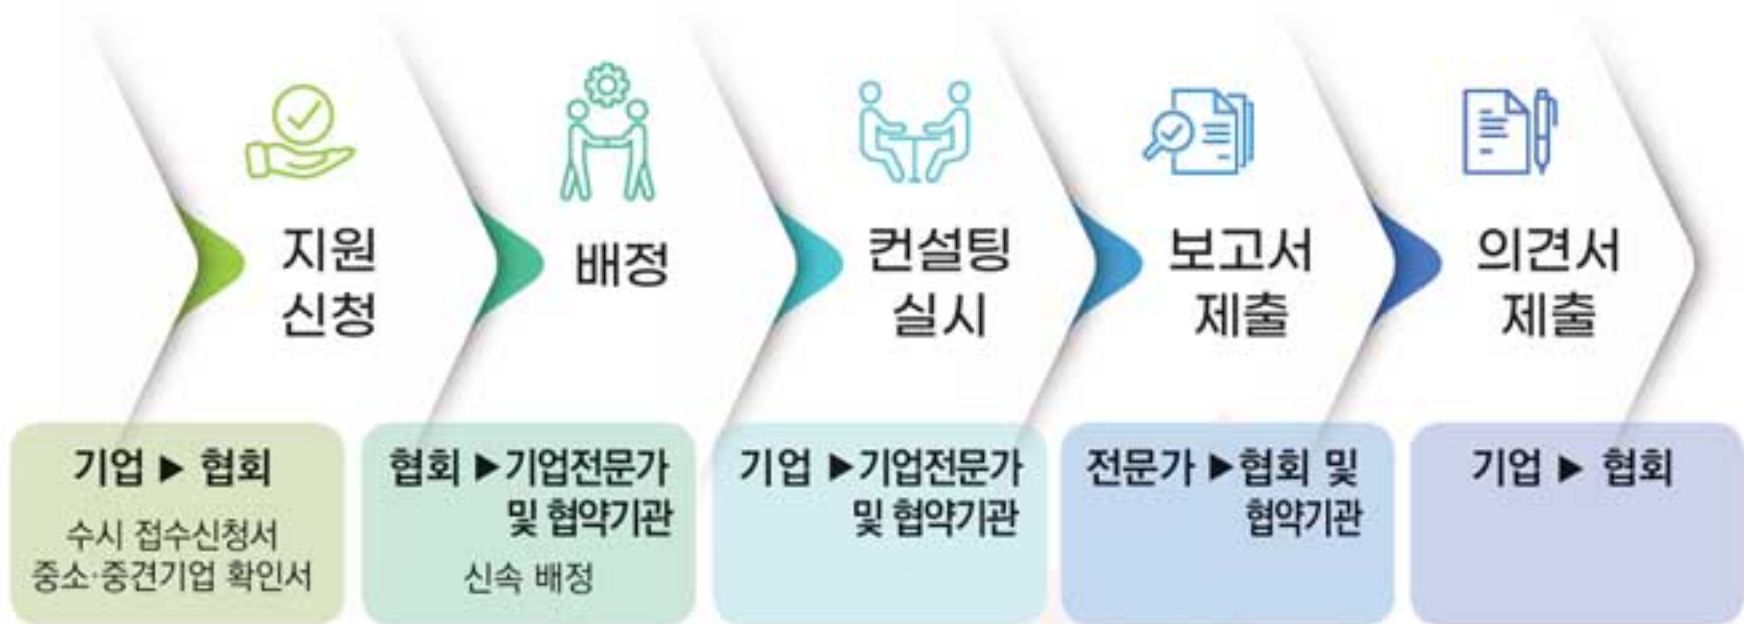 지원
신청
배정
컨설팅
실시
보고서
제출
의견서
제출
기업 ▶ 협회
수시 접수신청서
중소·중견기업 확인서
협회 ▶기업전문가
및 협약기관
신속 배정
기업 ▶기업전문가
및 협약기관
전문가 ▶협회 및
협약기관
기업 ▶ 협회